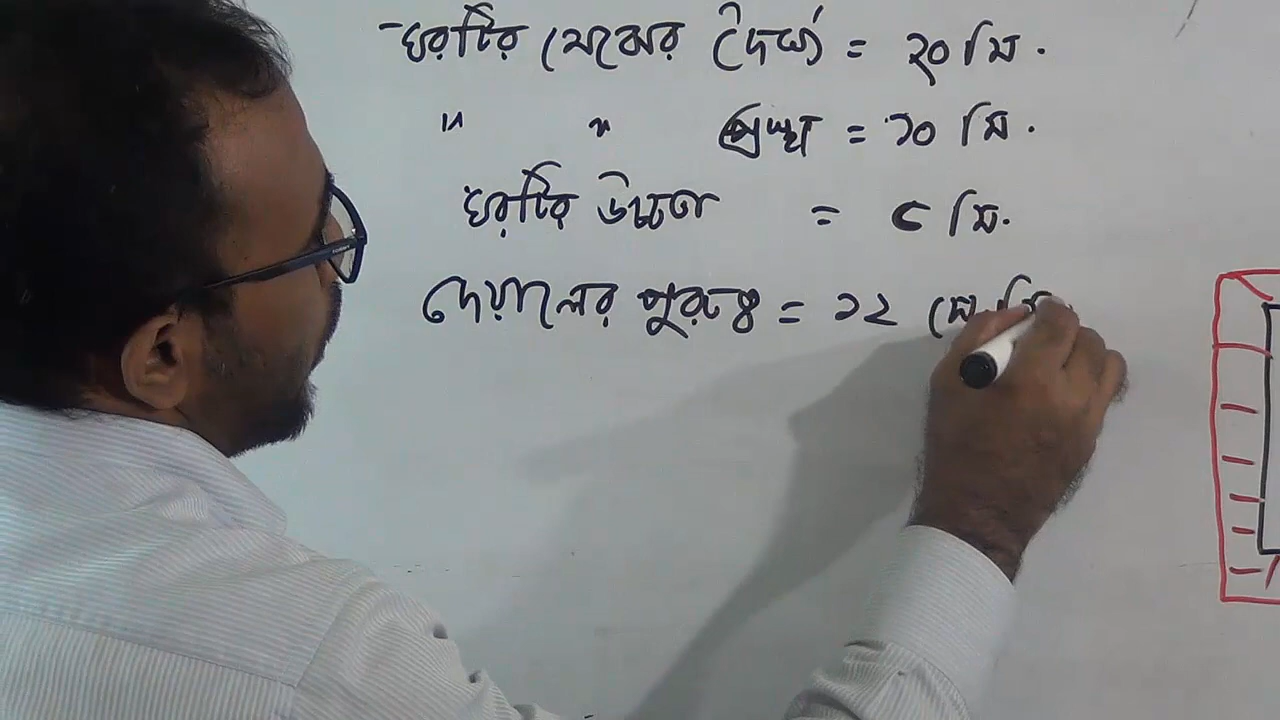 ঘরটির মেঝের দৈর্ঘ্য = ২০ মি.
" " প্রস্থ = ১০ মি.
ঘরটির উচ্চতা = ৫ মি.
দেয়ালের পুরুত্ব = ১২ সে.মি.